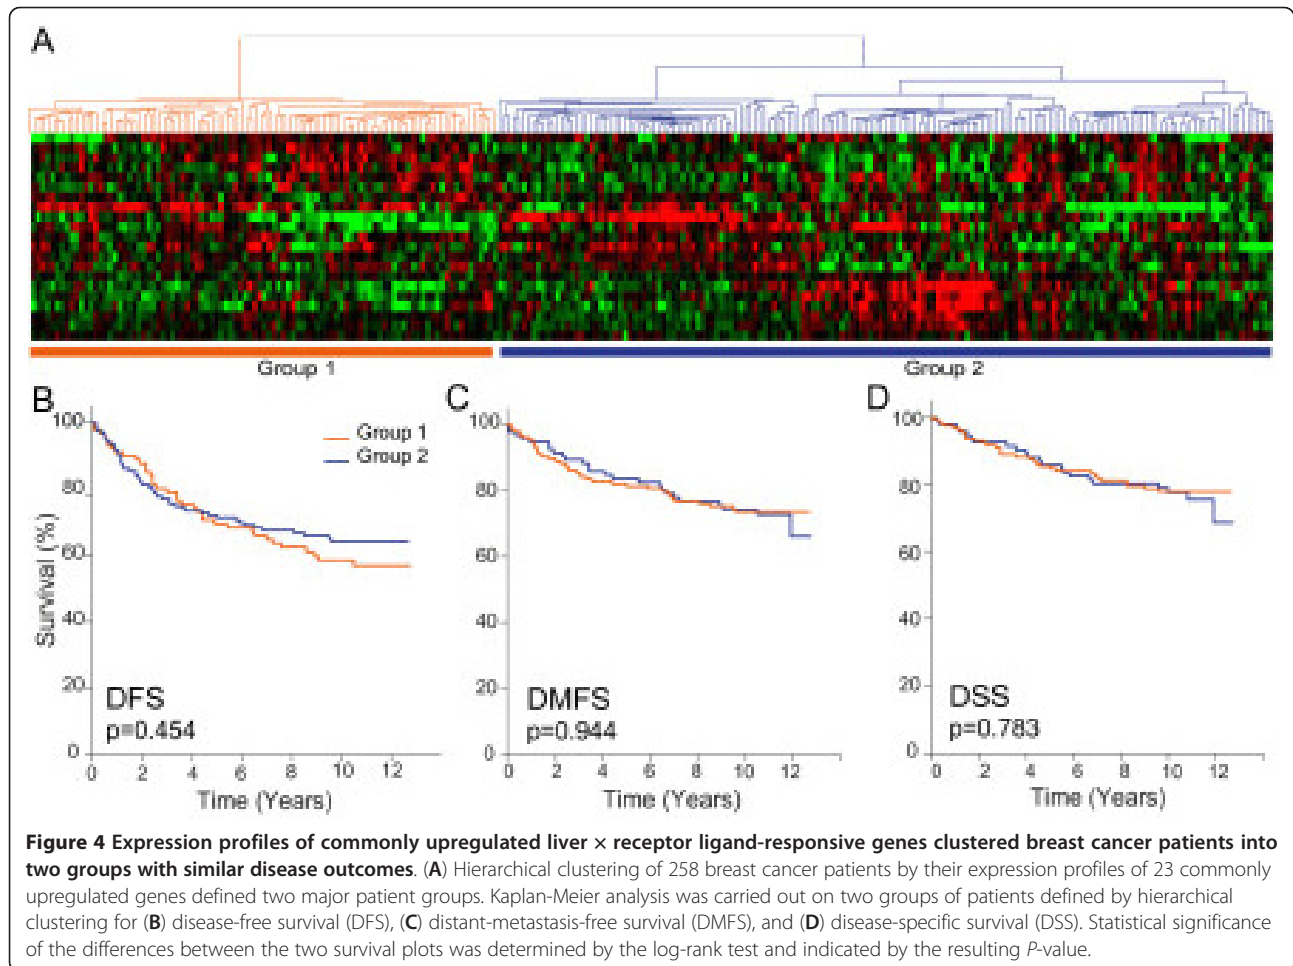 A
Group 1
Group 2
B
100
80
60
40
20
0
Survival (%)
Group 1
Group 2
DFS
p=0.454
0 2 4 6 8 10 12
Time (Years)
C
100
80
60
40
20
0
DMFS
p=0.944
0 2 4 6 8 10 12
Time (Years)
D
100
80
60
40
20
0
DSS
p=0.783
0 2 4 6 8 10 12
Time (Years)
Figure 4 Expression profiles of commonly upregulated liver × receptor ligand-responsive genes clustered breast cancer patients into
two groups with similar disease outcomes. (A) Hierarchical clustering of 258 breast cancer patients by their expression profiles of 23 commonly
upregulated genes defined two major patient groups. Kaplan-Meier analysis was carried out on two groups of patients defined by hierarchical
clustering for (B) disease-free survival (DFS), (C) distant-metastasis-free survival (DMFS), and (D) disease-specific survival (DSS). Statistical significance
of the differences between the two survival plots was determined by the log-rank test and indicated by the resulting P-value.